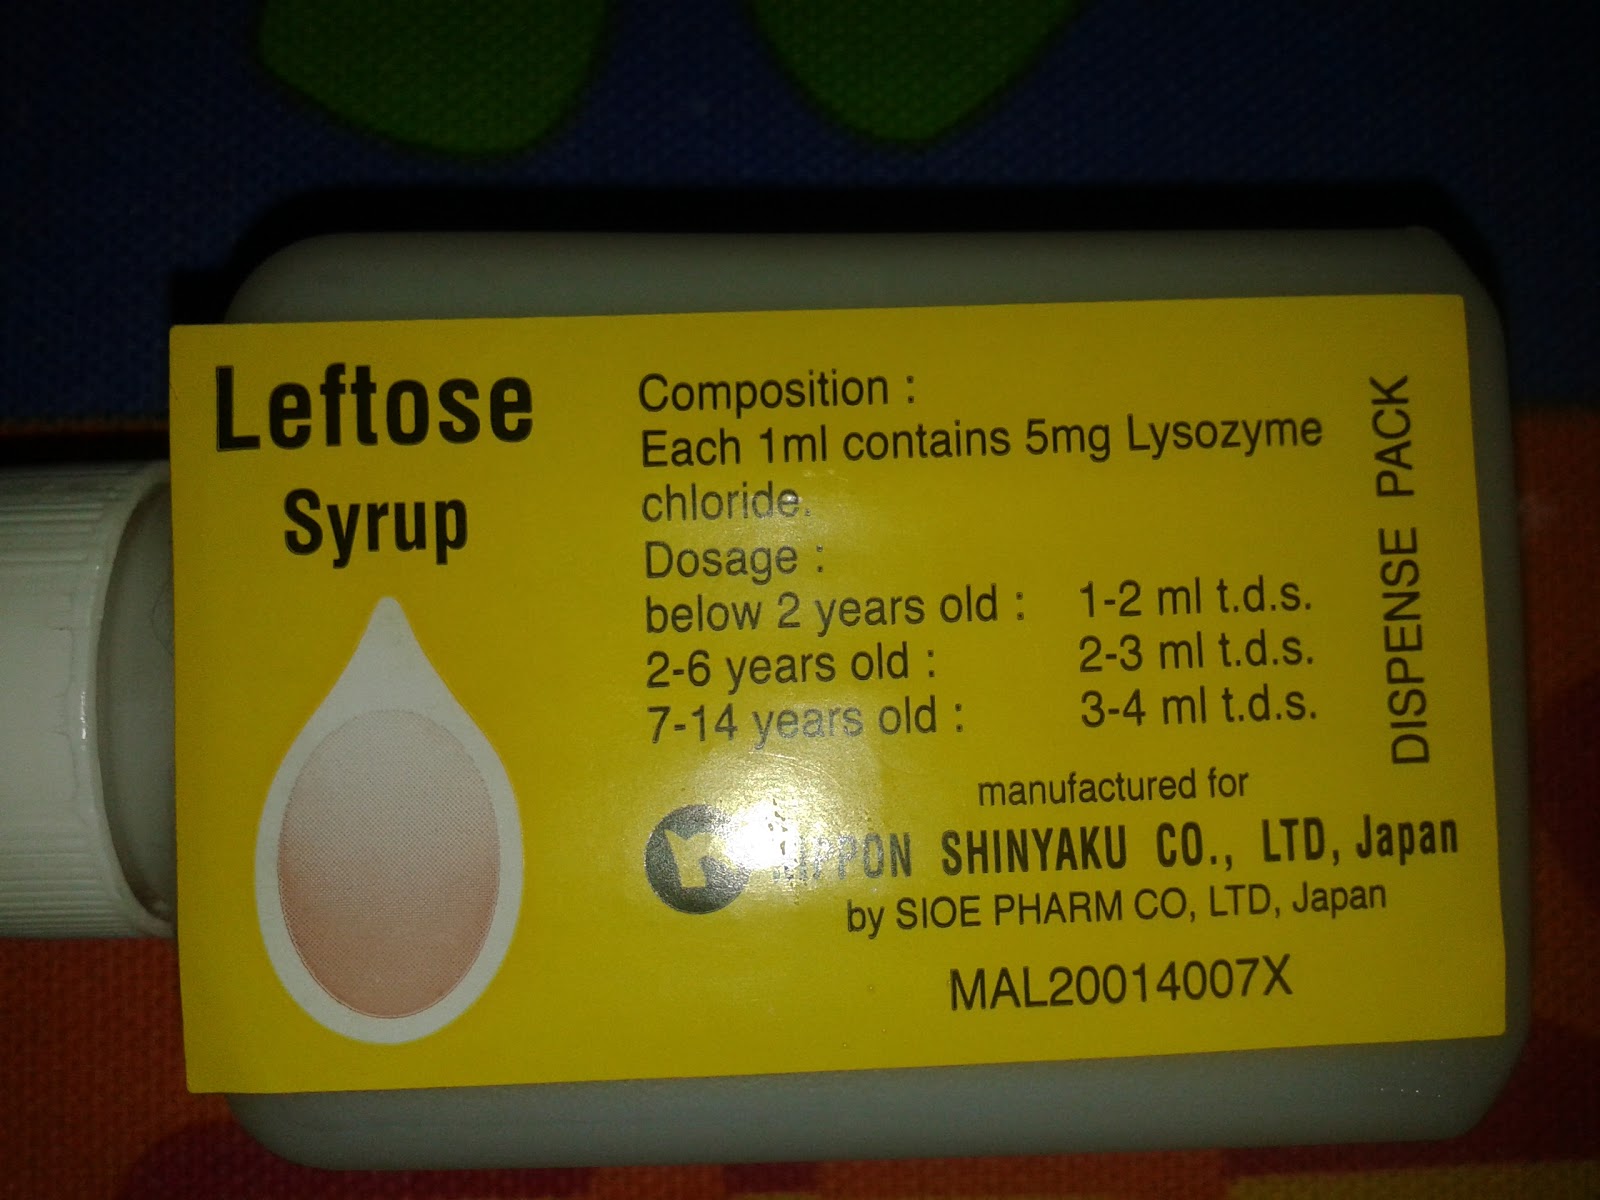 Leftose
Syrup
Composition :
Each 1ml contains 5mg Lysozyme
chloride.
Dosage :
below 2 years old : 1-2 ml t.d.s.
2-6 years old : 2-3 ml t.d.s.
7-14 years old : 3-4 ml t.d.s.
manufactured for
NIPPON SHINYAKU CO., LTD, Japan
by SIOE PHARM CO, LTD, Japan
MAL20014007X
DISPENSE PACK